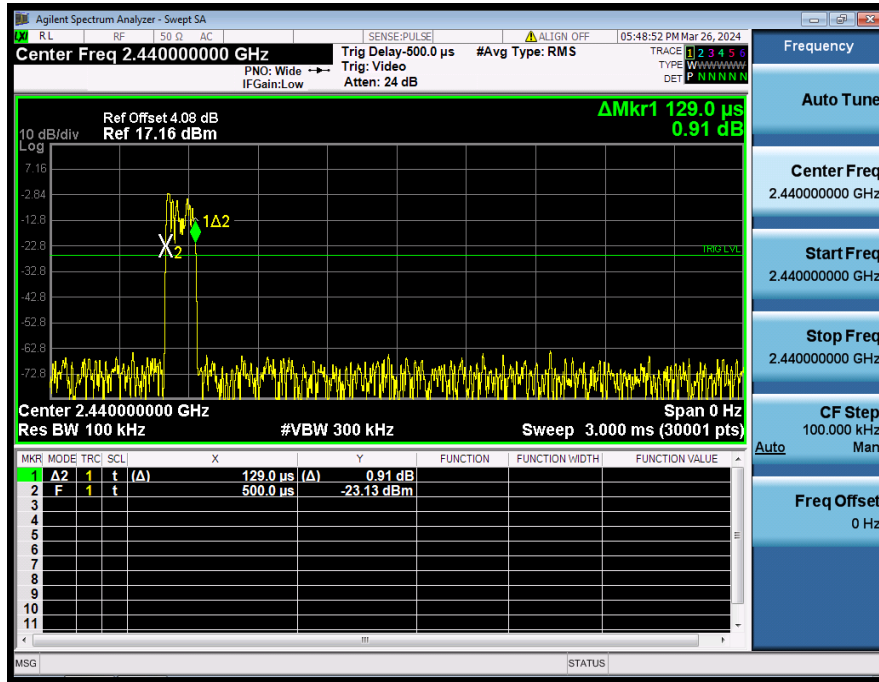 Agilent Spectrum Analyzer - Swept SA
LXI RL RF 50 Ω AC SENSE:PULSE ALIGN OFF 05:48:52 PM Mar 26, 2024
Center Freq 2.440000000 GHz Trig Delay-500.0 µs #Avg Type: RMS TRACE 1 2 3 4 5 6
PNO: Wide Trig: Video TYPE WWWWWW
IFGain:Low Atten: 24 dB DET P N N N N N
Frequency
Auto Tune
Center Freq
2.440000000 GHz
Start Freq
2.440000000 GHz
Stop Freq
2.440000000 GHz
CF Step
100.000 kHz
Auto Man
Freq Offset
0 Hz
ΔMkr1 129.0 µs
0.91 dB
Ref Offset 4.08 dB
10 dB/div Ref 17.16 dBm
Log
7.16
-2.84
-12.8
-22.8
-32.8
-42.8
-52.8
-62.8
-72.8
1Δ2
2
TRIG LVL
Center 2.440000000 GHz Span 0 Hz
Res BW 100 kHz #VBW 300 kHz Sweep 3.000 ms (30001 pts)
MKR MODE TRC SCL X Y FUNCTION FUNCTION WIDTH FUNCTION VALUE
1 Δ2 1 t (Δ) 129.0 µs (Δ) 0.91 dB
2 F 1 t 500.0 µs -23.13 dBm
3
4
5
6
7
8
9
10
11
MSG STATUS